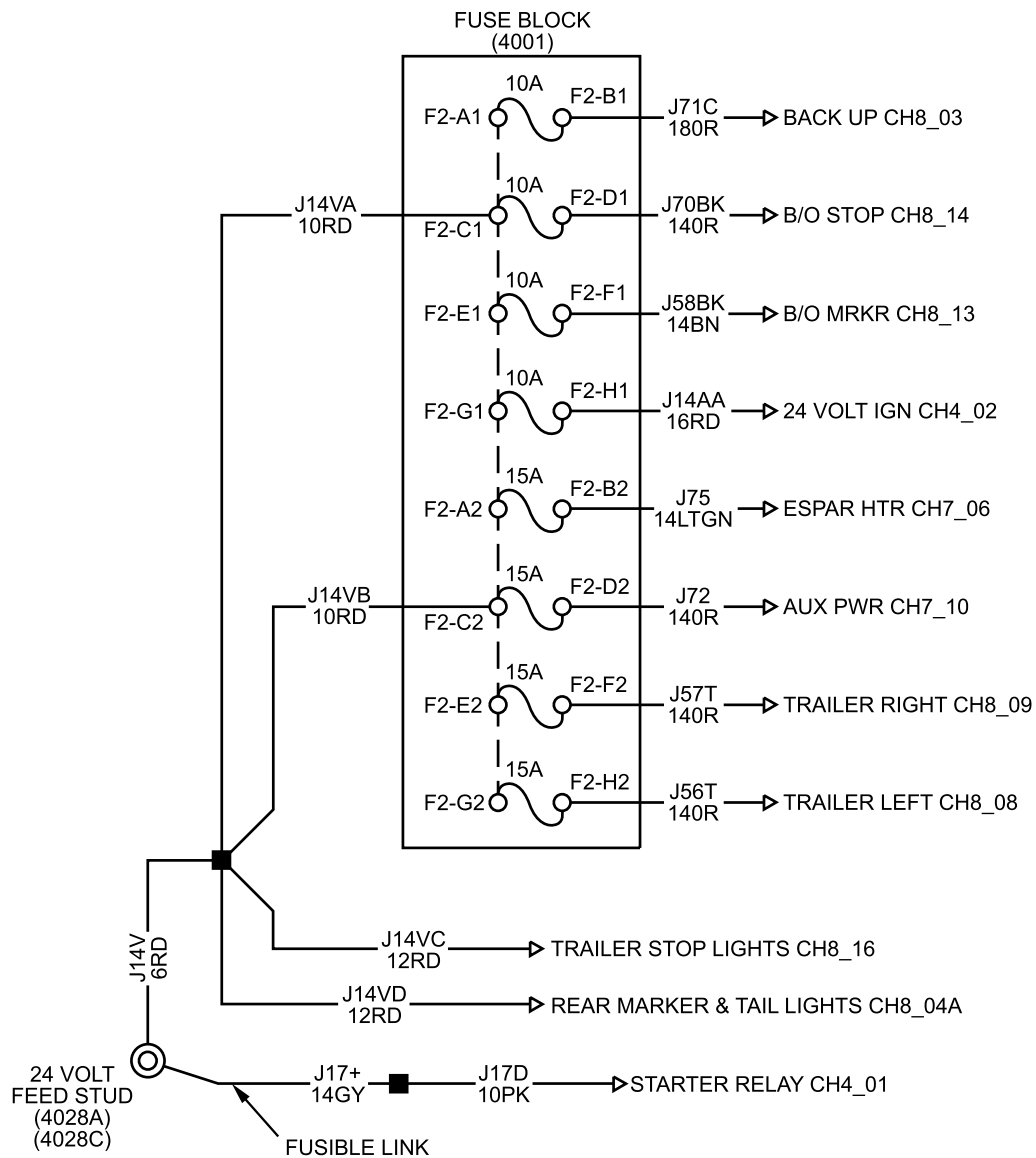 FUSE BLOCK
(4001)
10A
F2-A1
F2-B1
J71C
180R
BACK UP CH8_03
J14VA
10RD
10A
F2-C1
F2-D1
J70BK
140R
B/O STOP CH8_14
10A
F2-E1
F2-F1
J58BK
14BN
B/O MRKR CH8_13
10A
F2-G1
F2-H1
J14AA
16RD
24 VOLT IGN CH4_02
15A
F2-A2
F2-B2
J75
14LTGN
ESPAR HTR CH7_06
J14VB
10RD
15A
F2-C2
F2-D2
J72
140R
AUX PWR CH7_10
15A
F2-E2
F2-F2
J57T
140R
TRAILER RIGHT CH8_09
15A
F2-G2
F2-H2
J56T
140R
TRAILER LEFT CH8_08
J14V
6RD
J14VC
12RD
TRAILER STOP LIGHTS CH8_16
J14VD
12RD
REAR MARKER & TAIL LIGHTS CH8_04A
24 VOLT
FEED STUD
(4028A)
(4028C)
J17+
14GY
J17D
10PK
STARTER RELAY CH4_01
FUSIBLE LINK